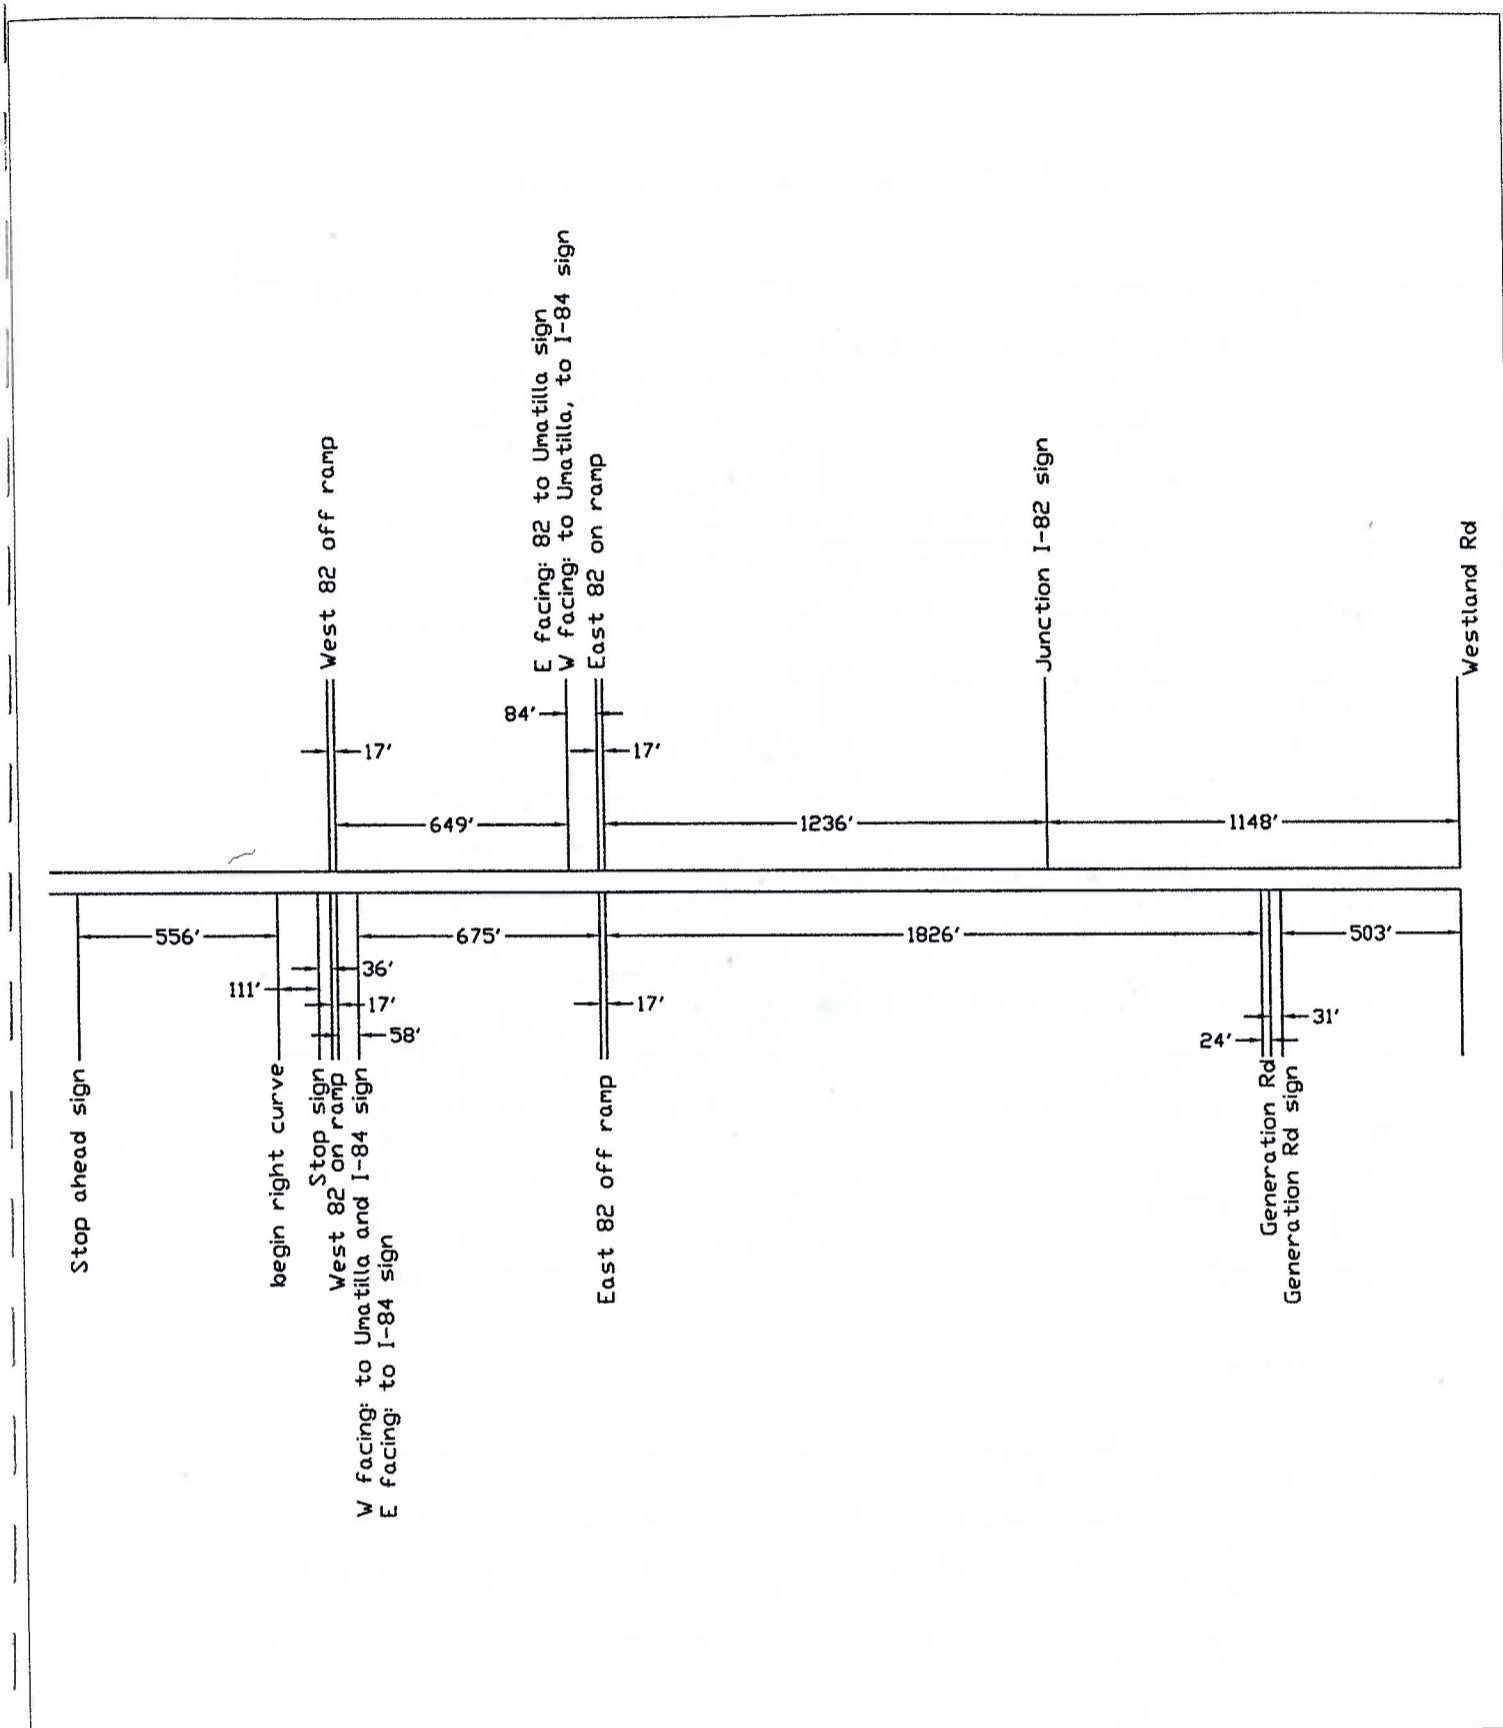 West 82 off ramp
E facing: 82 to Umatilla sign
W facing: to Umatilla, to I-84 sign
East 82 on ramp
Junction I-82 sign
Westland Rd
84'
17'
17'
649'
1236'
1148'
556'
675'
1826'
503'
36'
111'
17'
17'
58'
31'
24'
Stop ahead sign
begin right curve
Stop sign
West 82 on ramp
W facing: to Umatilla and I-84 sign
E facing: to I-84 sign
East 82 off ramp
Generation Rd
Generation Rd sign